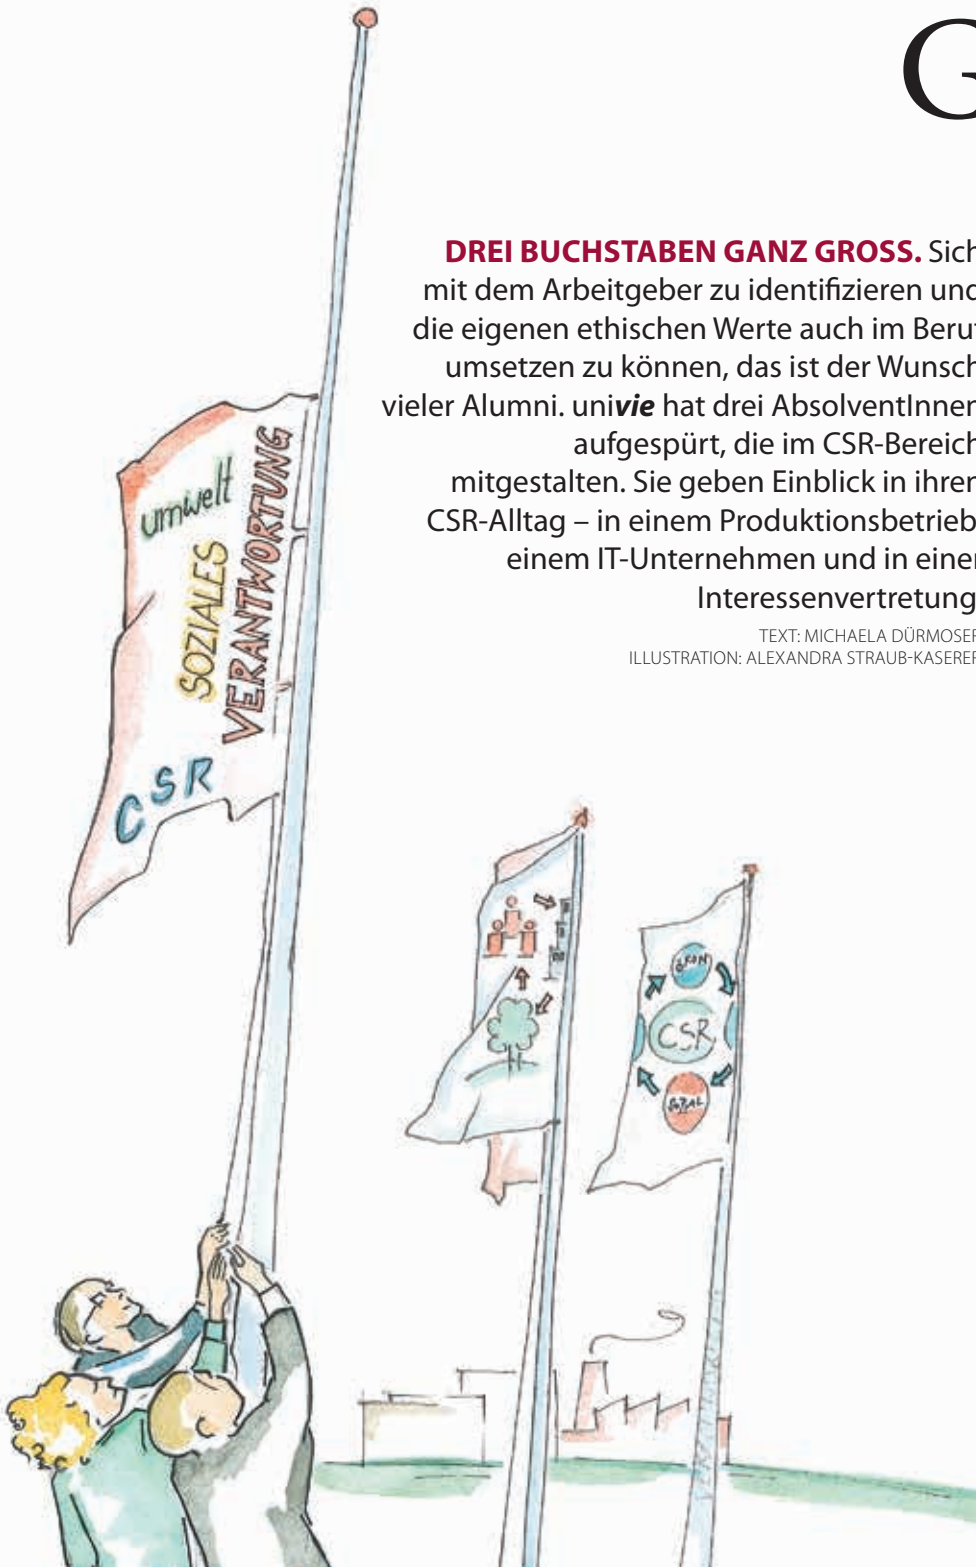 G
DREI BUCHSTABEN GANZ GROSS. Sich
mit dem Arbeitgeber zu identifizieren und
die eigenen ethischen Werte auch im Beruf
umsetzen zu können, das ist der Wunsch
vieler Alumni. univie hat drei AbsolventInnen
aufgespürt, die im CSR-Bereich
mitgestalten. Sie geben Einblick in ihren
CSR-Alltag – in einem Produktionsbetrieb,
einem IT-Unternehmen und in einer
Interessenvertretung
TEXT: MICHAELA DÜRMOSER
ILLUSTRATION: ALEXANDRA STRAUB-KASERER
umwelt
SOZIALES
VERANTWORTUNG
CSR
ÖKON
CSR
SOZIAL